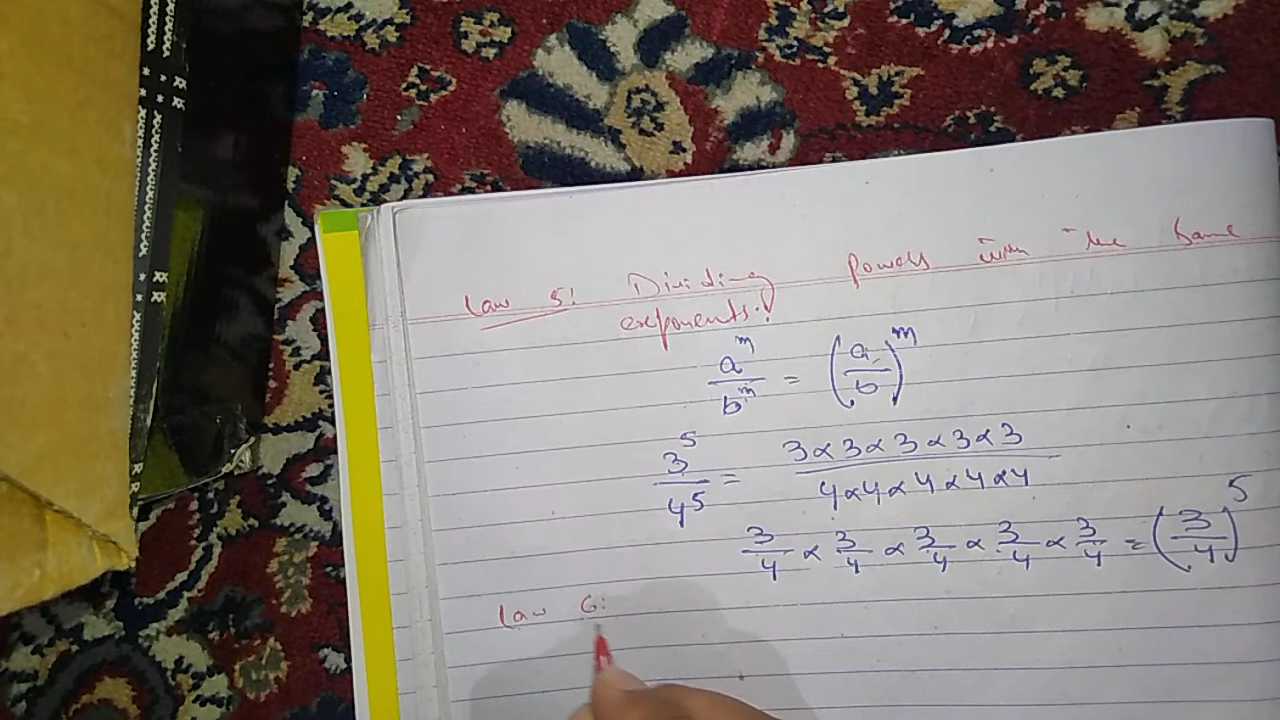 Law 5: Dividing Powers with the Same
exponents:
a^m/b^m = (a/b)^m
3^5/4^5 = 3×3×3×3×3/4×4×4×4×4
3/4 × 3/4 × 3/4 × 3/4 × 3/4 = (3/4)^5
Law 6: